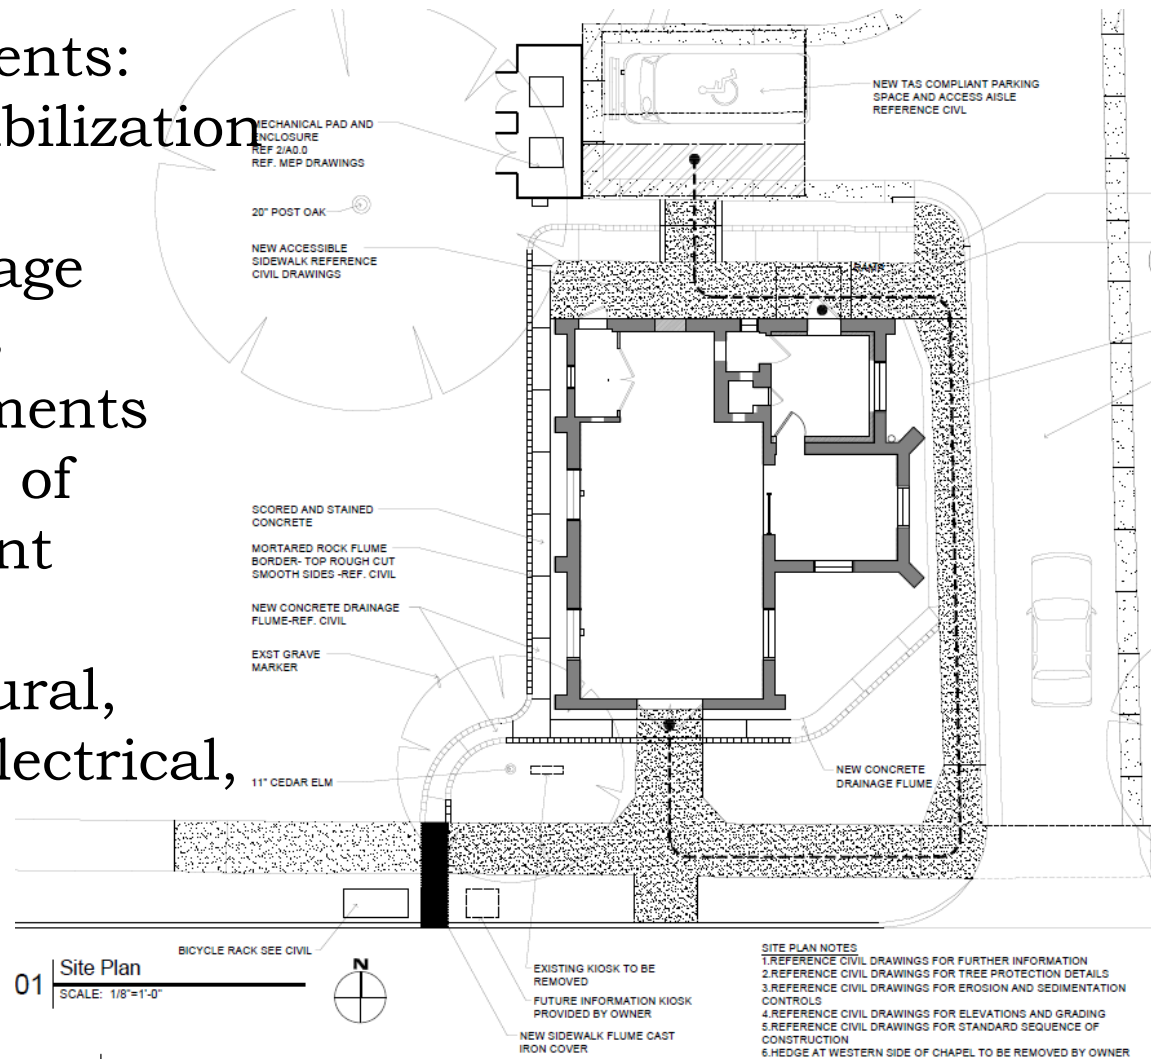 ents:
bilization
age
ments
of
nt
ural,
lectrical,
MECHANICAL PAD AND
ENCLOSURE
REF 2/A0.0
REF. MEP DRAWINGS
20" POST OAK
NEW ACCESSIBLE
SIDEWALK REFERENCE
CIVIL DRAWINGS
NEW TAS COMPLIANT PARKING
SPACE AND ACCESS AISLE
REFERENCE CIVL
RAMP
SCORED AND STAINED
CONCRETE
MORTARED ROCK FLUME
BORDER- TOP ROUGH CUT
SMOOTH SIDES -REF. CIVIL
NEW CONCRETE DRAINAGE
FLUME-REF. CIVIL
EXST GRAVE
MARKER
11" CEDAR ELM
NEW CONCRETE
DRAINAGE FLUME
BICYCLE RACK SEE CIVIL
01
Site Plan
SCALE: 1/8"=1'-0"
N
EXISTING KIOSK TO BE
REMOVED
FUTURE INFORMATION KIOSK
PROVIDED BY OWNER
NEW SIDEWALK FLUME CAST
IRON COVER
SITE PLAN NOTES
1.REFERENCE CIVIL DRAWINGS FOR FURTHER INFORMATION
2.REFERENCE CIVIL DRAWINGS FOR TREE PROTECTION DETAILS
3.REFERENCE CIVIL DRAWINGS FOR EROSION AND SEDIMENTATION
CONTROLS
4.REFERENCE CIVIL DRAWINGS FOR ELEVATIONS AND GRADING
5.REFERENCE CIVIL DRAWINGS FOR STANDARD SEQUENCE OF
CONSTRUCTION
6.HEDGE AT WESTERN SIDE OF CHAPEL TO BE REMOVED BY OWNER